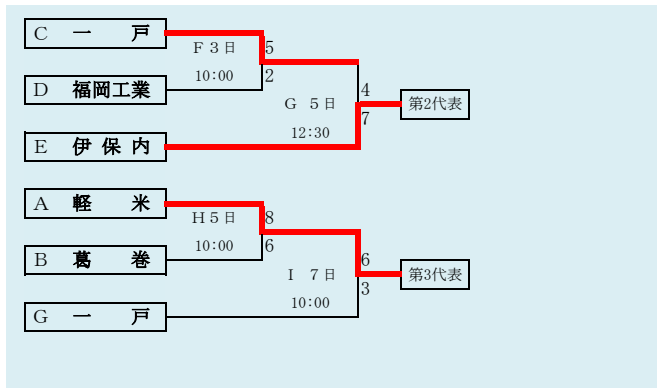 C 一 戸
F 3日
5
10:00
2
D 福岡工業
G 5日
4
第2代表
7
12:30
E 伊保内
A 軽 米
H5日
8
10:00
6
B 葛 巻
I 7日
6
第3代表
3
10:00
G 一 戸